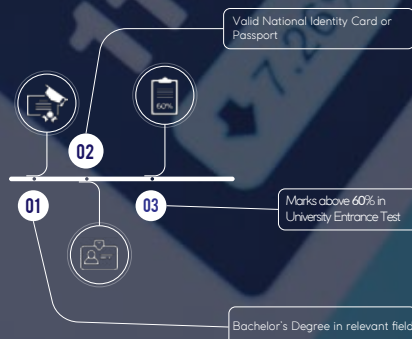 Valid National Identity Card or
Passport
60%
02
01
03
Marks above 60% in
University Entrance Test
Bachelor's Degree in relevant field